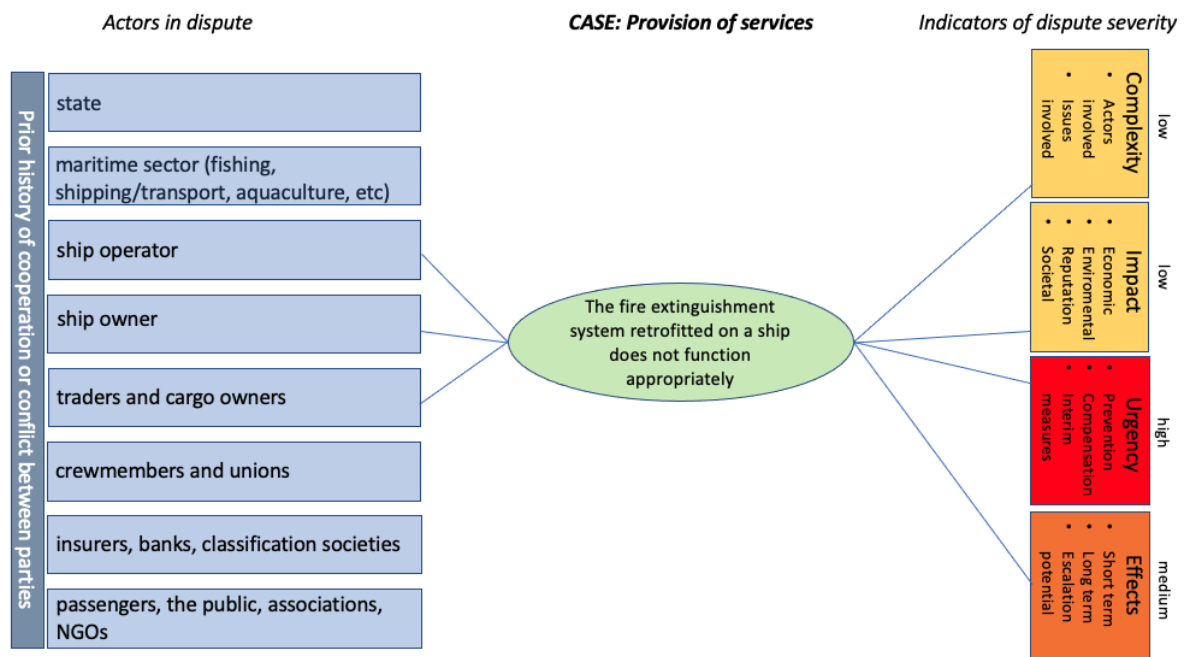 Actors in dispute
CASE: Provision of services
Indicators of dispute severity
Prior history of cooperation or conflict between parties
state
maritime sector (fishing,
shipping/transport, aquaculture, etc)
ship operator
ship owner
traders and cargo owners
crewmembers and unions
insurers, banks, classification societies
passengers, the public, associations,
NGOs
The fire extinguishment
system retrofitted on a ship
does not function
appropriately
Complexity
• Actors
involved
• Issues
involved
low
Impact
• Economic
• Enviromental
• Reputation
• Societal
low
Urgency
• Prevention
• Compensation
• Interim
measures
high
Effects
• Short term
• Long term
• Escalation
potential
medium